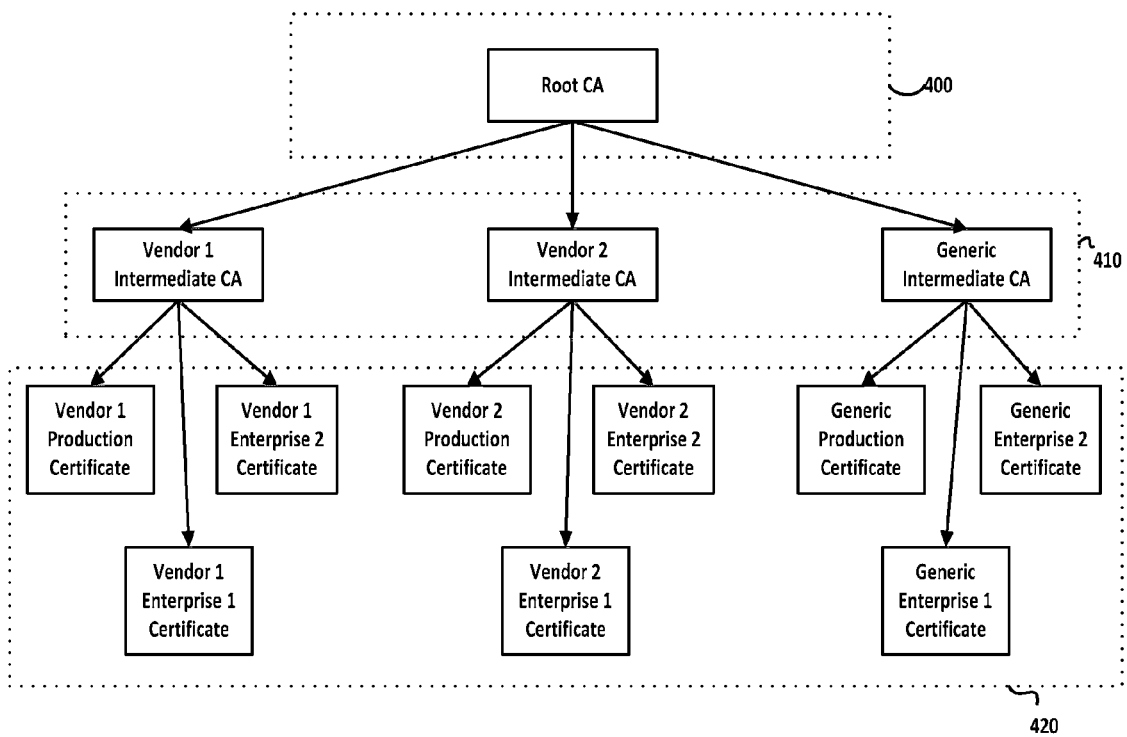 Root CA
400
Vendor 1
Intermediate CA
Vendor 2
Intermediate CA
Generic
Intermediate CA
410
Vendor 1
Production
Certificate
Vendor 1
Enterprise 2
Certificate
Vendor 2
Production
Certificate
Vendor 2
Enterprise 2
Certificate
Generic
Production
Certificate
Generic
Enterprise 2
Certificate
Vendor 1
Enterprise 1
Certificate
Vendor 2
Enterprise 1
Certificate
Generic
Enterprise 1
Certificate
420